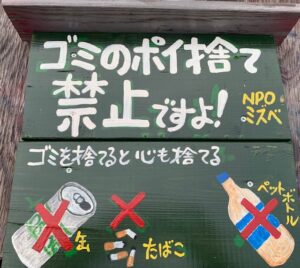 ゴミのポイ捨て
禁止ですよ!
NPO
ミスベ
ゴミを捨てると心も捨てる
缶
たばこ
ペットボトル